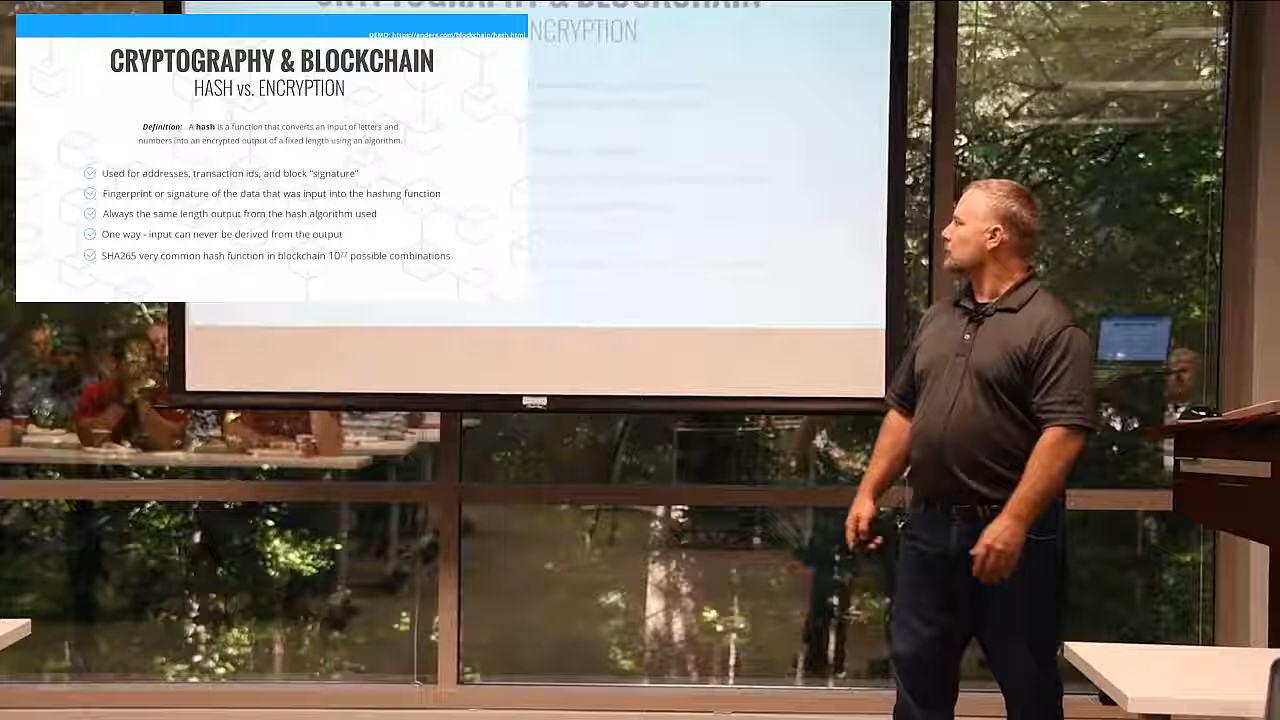 DEMO: https://anders.com/blockchain/hash.html
CRYPTOGRAPHY & BLOCKCHAIN
HASH vs. ENCRYPTION
Definition: A hash is a function that converts an input of letters and
numbers into an encrypted output of a fixed length using an algorithm.
Used for addresses, transaction ids, and block "signature"
Fingerprint or signature of the data that was input into the hashing function
Always the same length output from the hash algorithm used
One way - input can never be derived from the output
SHA265 very common hash function in blockchain 10⁷⁷ possible combinations
CRYPTOGRAPHY & BLOCKCHAIN
NCRYPTION